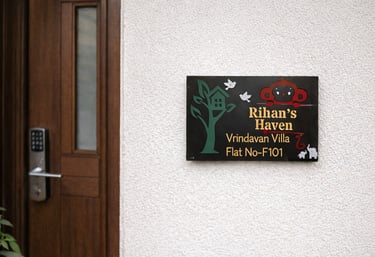 Rihan's
Haven
Vrindavan Villa
Flat No-F101